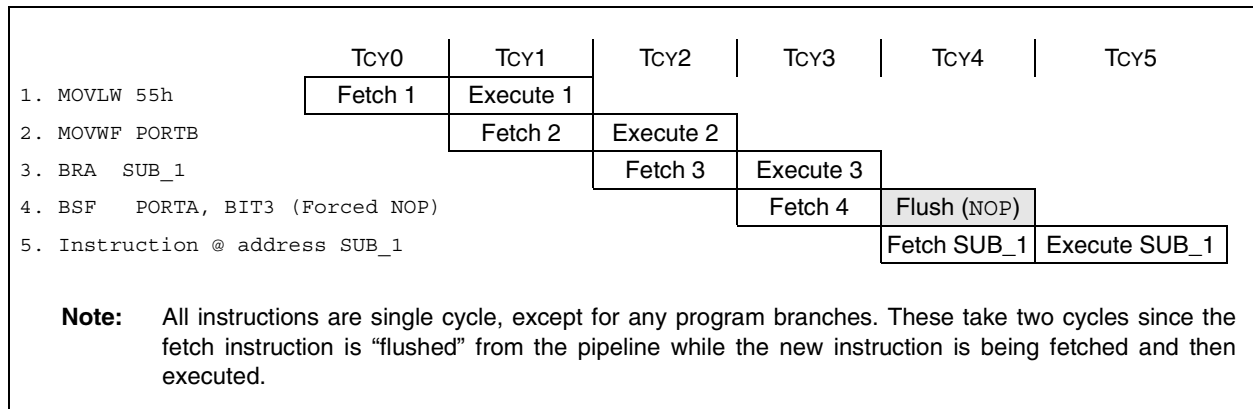 TCY0 TCY1 TCY2 TCY3 TCY4 TCY5
1. MOVLW 55h Fetch 1 Execute 1
2. MOVWF PORTB Fetch 2 Execute 2
3. BRA SUB_1 Fetch 3 Execute 3
4. BSF PORTA, BIT3 (Forced NOP) Fetch 4 Flush (NOP)
5. Instruction @ address SUB_1 Fetch SUB_1 Execute SUB_1
Note: All instructions are single cycle, except for any program branches. These take two cycles since the
fetch instruction is “flushed” from the pipeline while the new instruction is being fetched and then
executed.